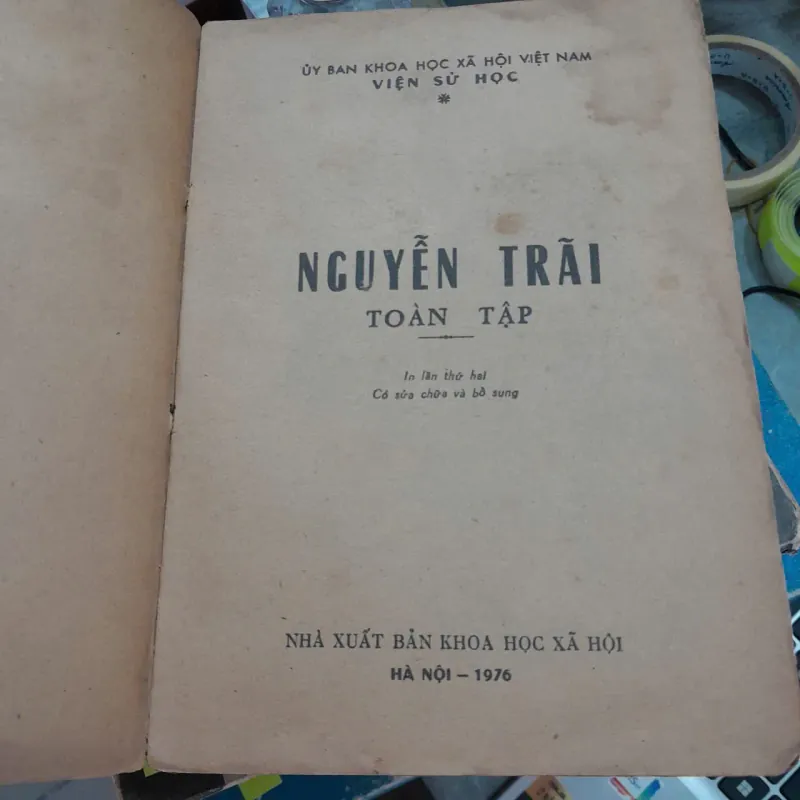 ỦY BAN KHOA HỌC XÃ HỘI VIỆT NAM
VIỆN SỬ HỌC
*
NGUYỄN TRÃI
TOÀN TẬP
In lần thứ hai
Có sửa chữa và bổ sung
NHÀ XUẤT BẢN KHOA HỌC XÃ HỘI
HÀ NỘI – 1976